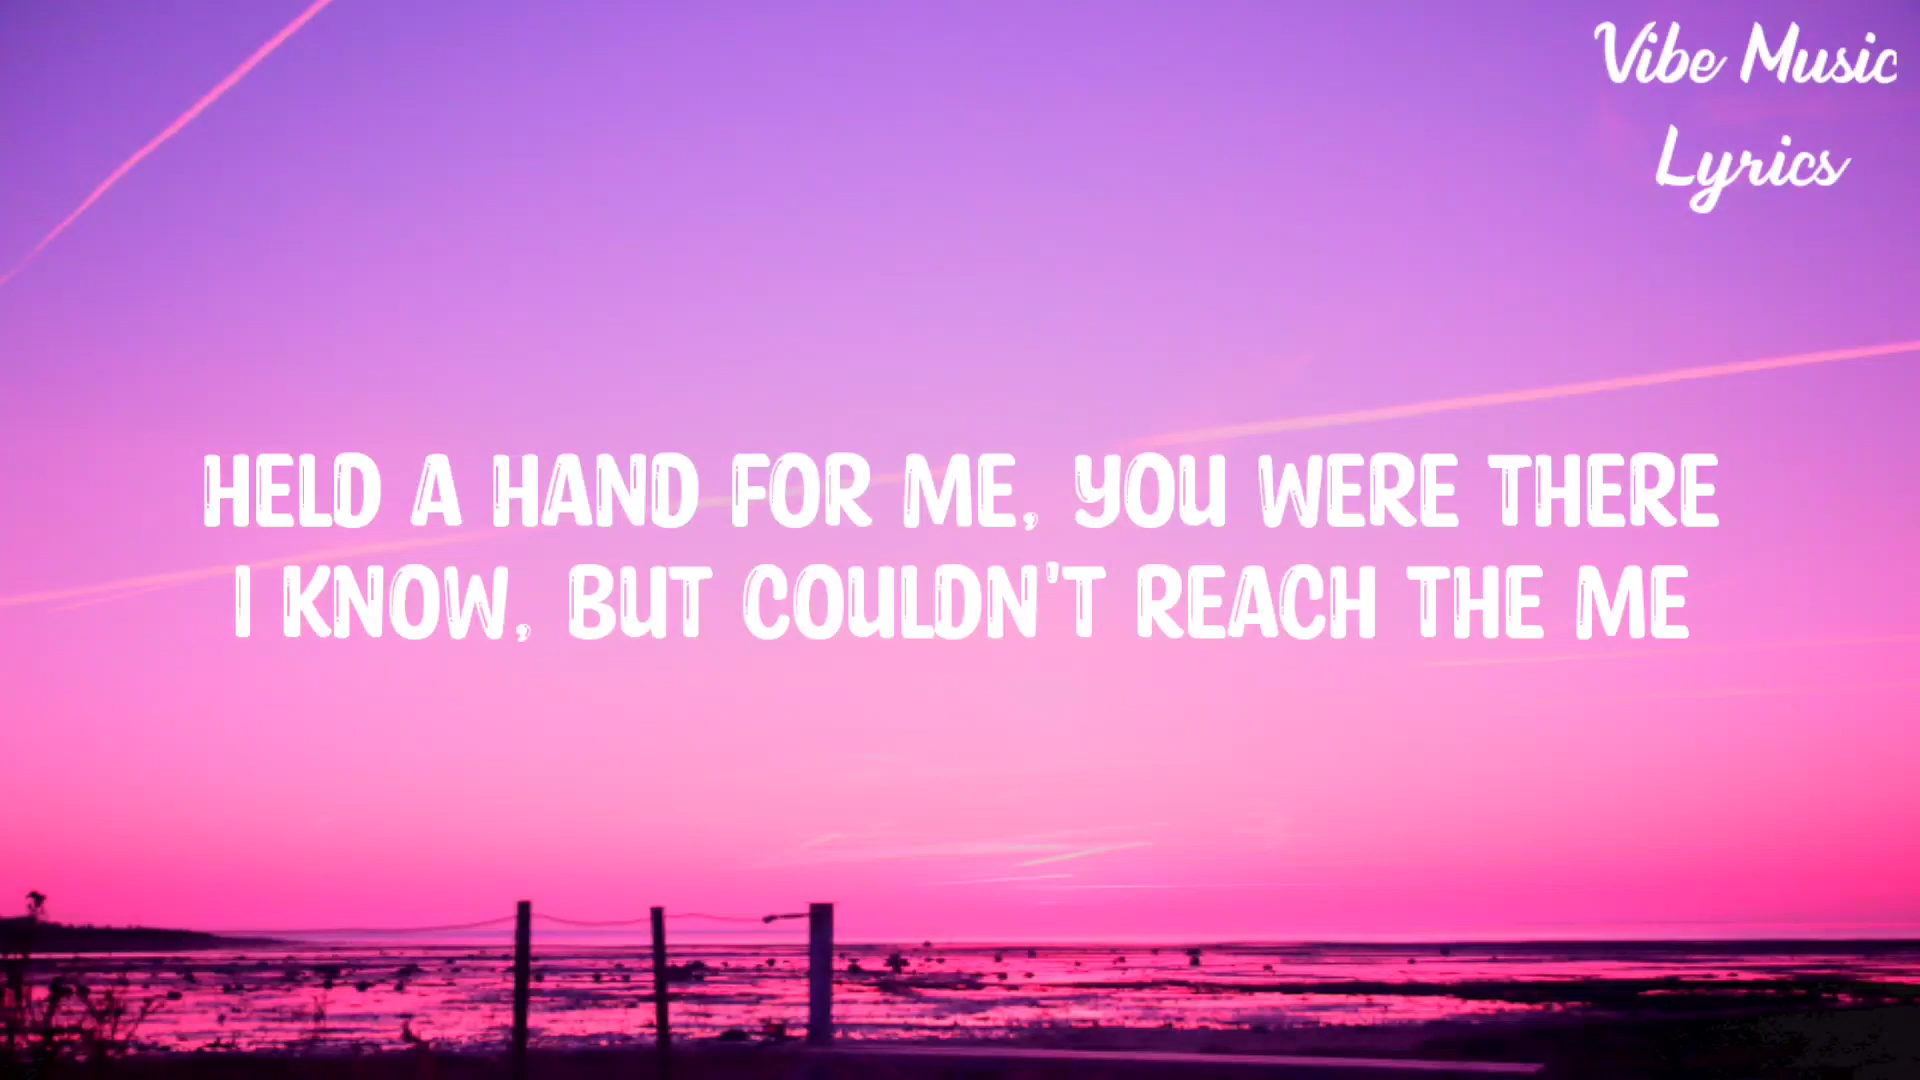 Vibe Music
Lyrics
HELD A HAND FOR ME, YOU WERE THERE
I KNOW, BUT COULDN'T REACH THE ME